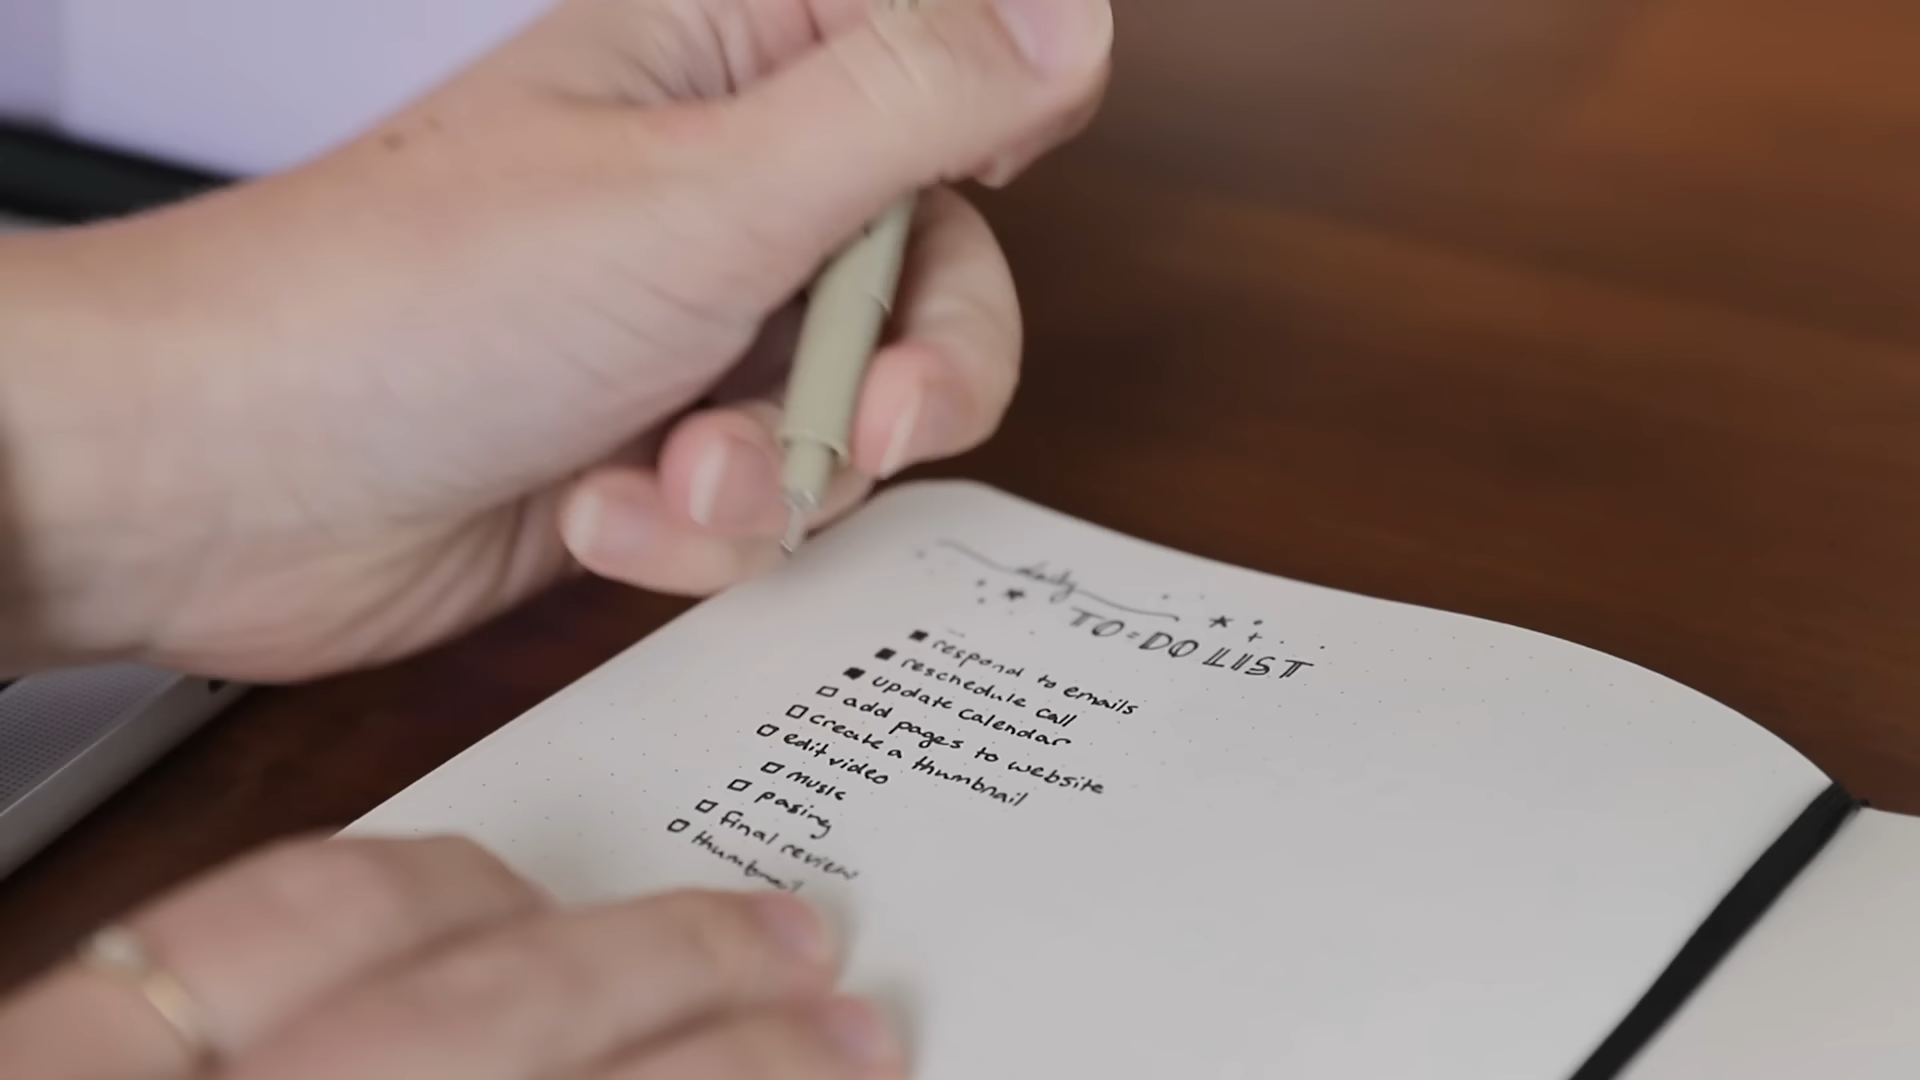 daily
TO-DO LIST
respond to emails
reschedule call
update calendar
add pages to website
create a thumbnail
edit video
music
pasing
final review
thumbnail